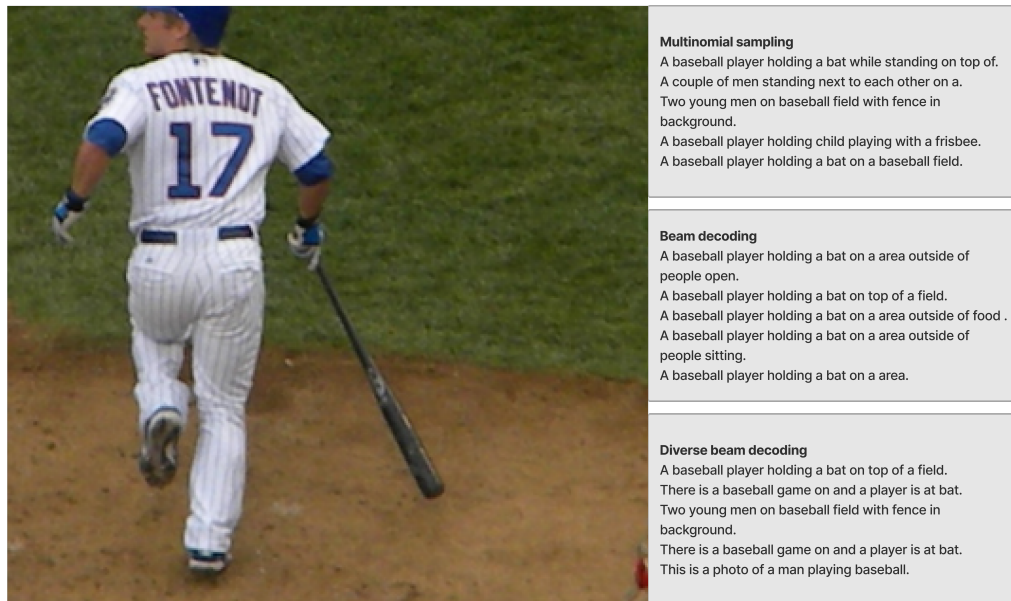 FONTENOT
17
Multinomial sampling
A baseball player holding a bat while standing on top of.
A couple of men standing next to each other on a.
Two young men on baseball field with fence in
background.
A baseball player holding child playing with a frisbee.
A baseball player holding a bat on a baseball field.
Beam decoding
A baseball player holding a bat on a area outside of
people open.
A baseball player holding a bat on top of a field.
A baseball player holding a bat on a area outside of food .
A baseball player holding a bat on a area outside of
people sitting.
A baseball player holding a bat on a area.
Diverse beam decoding
A baseball player holding a bat on top of a field.
There is a baseball game on and a player is at bat.
Two young men on baseball field with fence in
background.
There is a baseball game on and a player is at bat.
This is a photo of a man playing baseball.